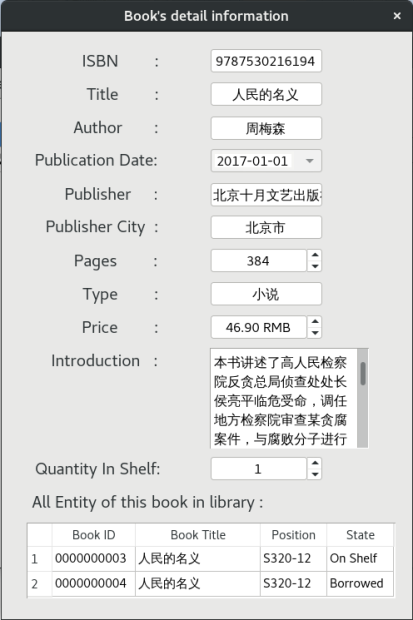 Book's detail information ×
ISBN : 9787530216194
Title : 人民的名义
Author : 周梅森
Publication Date: 2017-01-01
Publisher : 北京十月文艺出版
Publisher City : 北京市
Pages : 384
Type : 小说
Price : 46.90 RMB
Introduction : 本书讲述了高人民检察
院反贪总局侦查处处长
侯亮平临危受命，调任
地方检察院审查某贪腐
案件，与腐败分子进行
Quantity In Shelf: 1
All Entity of this book in library :
Book ID Book Title Position State
1 0000000003 人民的名义 S320-12 On Shelf
2 0000000004 人民的名义 S320-12 Borrowed